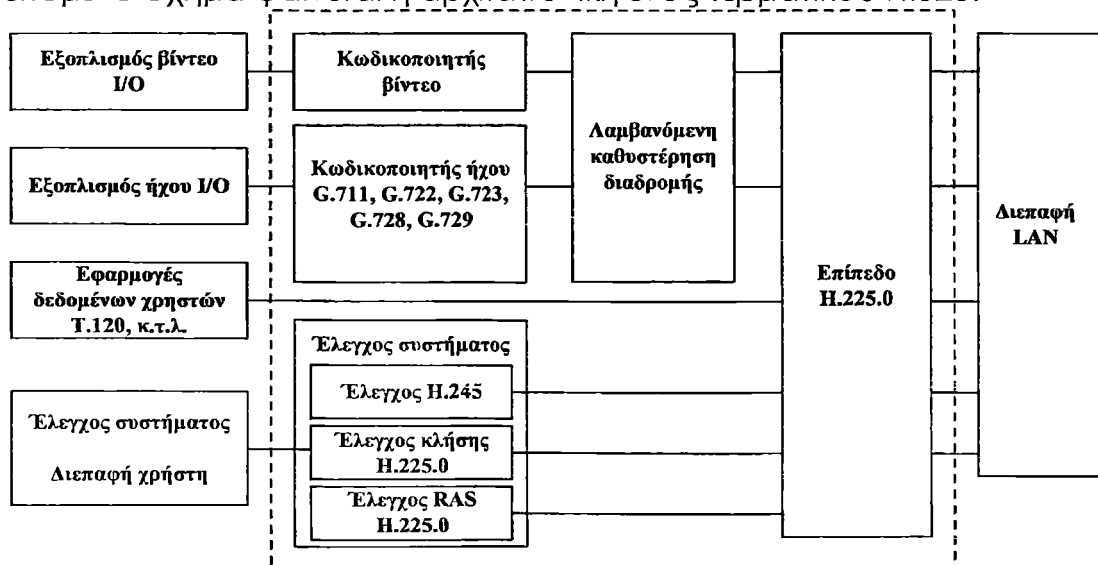 Εξοπλισμός βίντεο
I/O
Κωδικοποιητής
βίντεο
Λαμβανόμενη
καθυστέρηση
διαδρομής
Επίπεδο
H.225.0
Διεπαφή
LAN
Εξοπλισμός ήχου I/O
Κωδικοποιητής ήχου
G.711, G.722, G.723,
G.728, G.729
Εφαρμογές
δεδομένων χρηστών
T.120, κ.τ.λ.
Έλεγχος συστήματος
Έλεγχος H.245
Έλεγχος κλήσης
H.225.0
Έλεγχος RAS
H.225.0
Έλεγχος συστήματος
Διεπαφή χρήστη